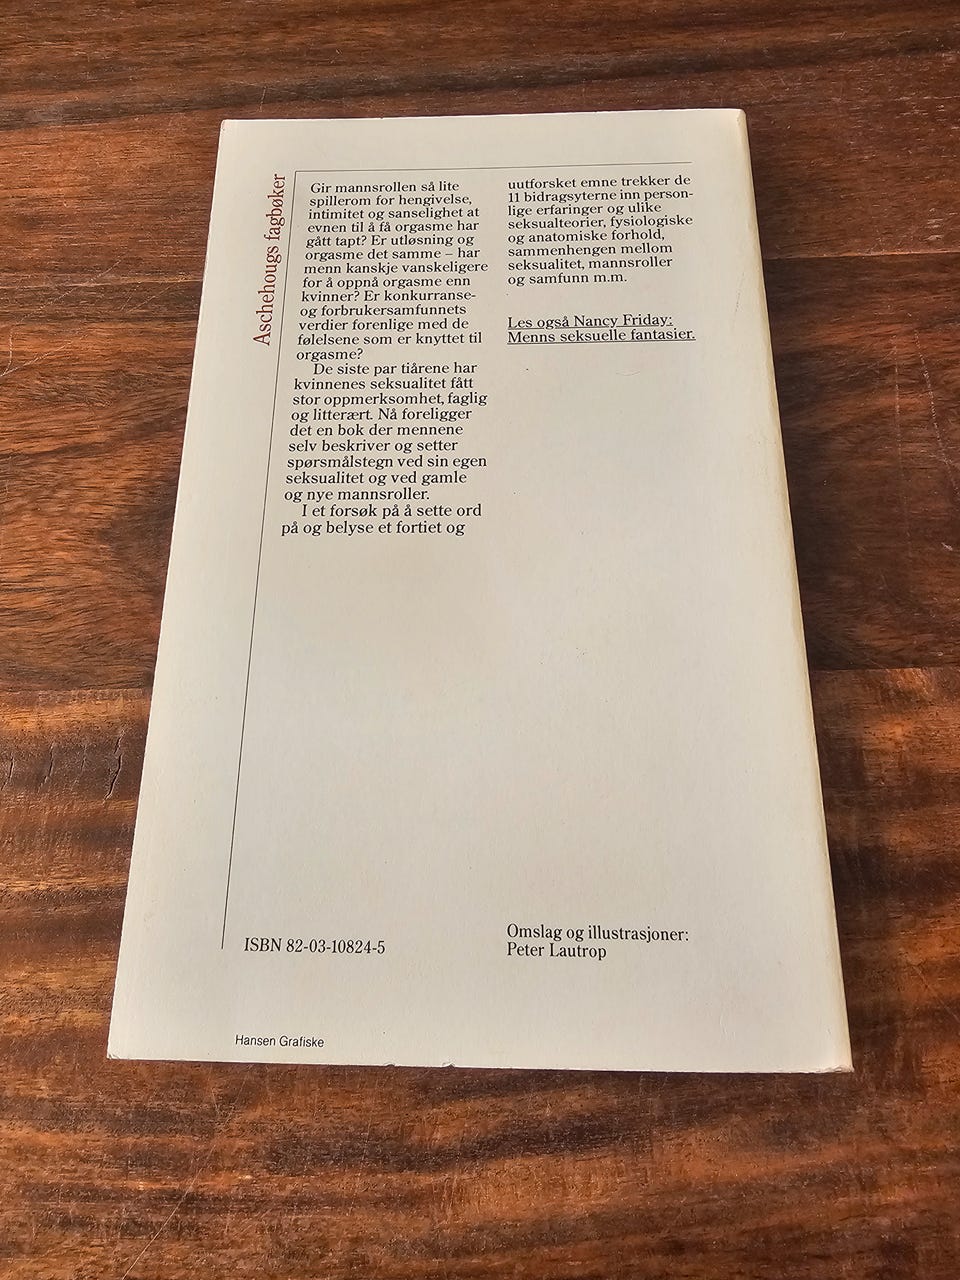 Aschehougs fagbøker
Gir mannsrollen så lite
spillerom for hengivelse,
intimitet og sanselighet at
evnen til å få orgasme har
gått tapt? Er utløsning og
orgasme det samme – har
menn kanskje vanskeligere
for å oppnå orgasme enn
kvinner? Er konkurranse-
og forbrukersamfunnets
verdier forenlige med de
følelsene som er knyttet til
orgasme?
De siste par tiårene har
kvinnenes seksualitet fått
stor oppmerksomhet, faglig
og litterært. Nå foreligger
det en bok der mennene
selv beskriver og setter
spørsmålstegn ved sin egen
seksualitet og ved gamle
og nye mannsroller.
I et forsøk på å sette ord
på og belyse et fortiet og
uutforsket emne trekker de
11 bidragsyterne inn person-
lige erfaringer og ulike
seksualteorier, fysiologiske
og anatomiske forhold,
sammenhengen mellom
seksualitet, mannsroller
og samfunn m.m.
Les også Nancy Friday:
Menns seksuelle fantasier.
ISBN 82-03-10824-5
Omslag og illustrasjoner:
Peter Lautrop
Hansen Grafiske